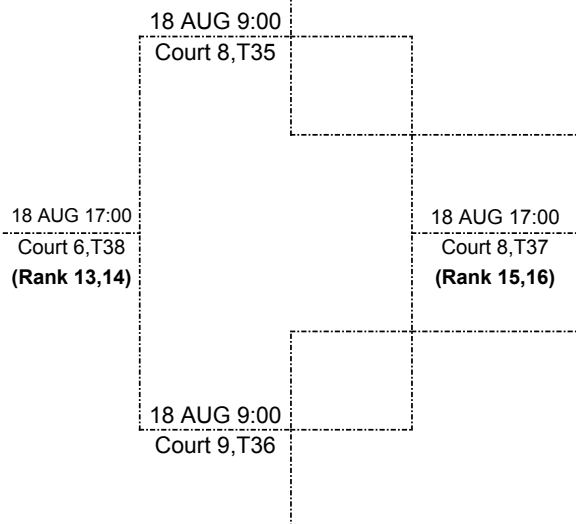 18 AUG 9:00
Court 8,T35
18 AUG 17:00
Court 6,T38
(Rank 13,14)
18 AUG 17:00
Court 8,T37
(Rank 15,16)
18 AUG 9:00
Court 9,T36